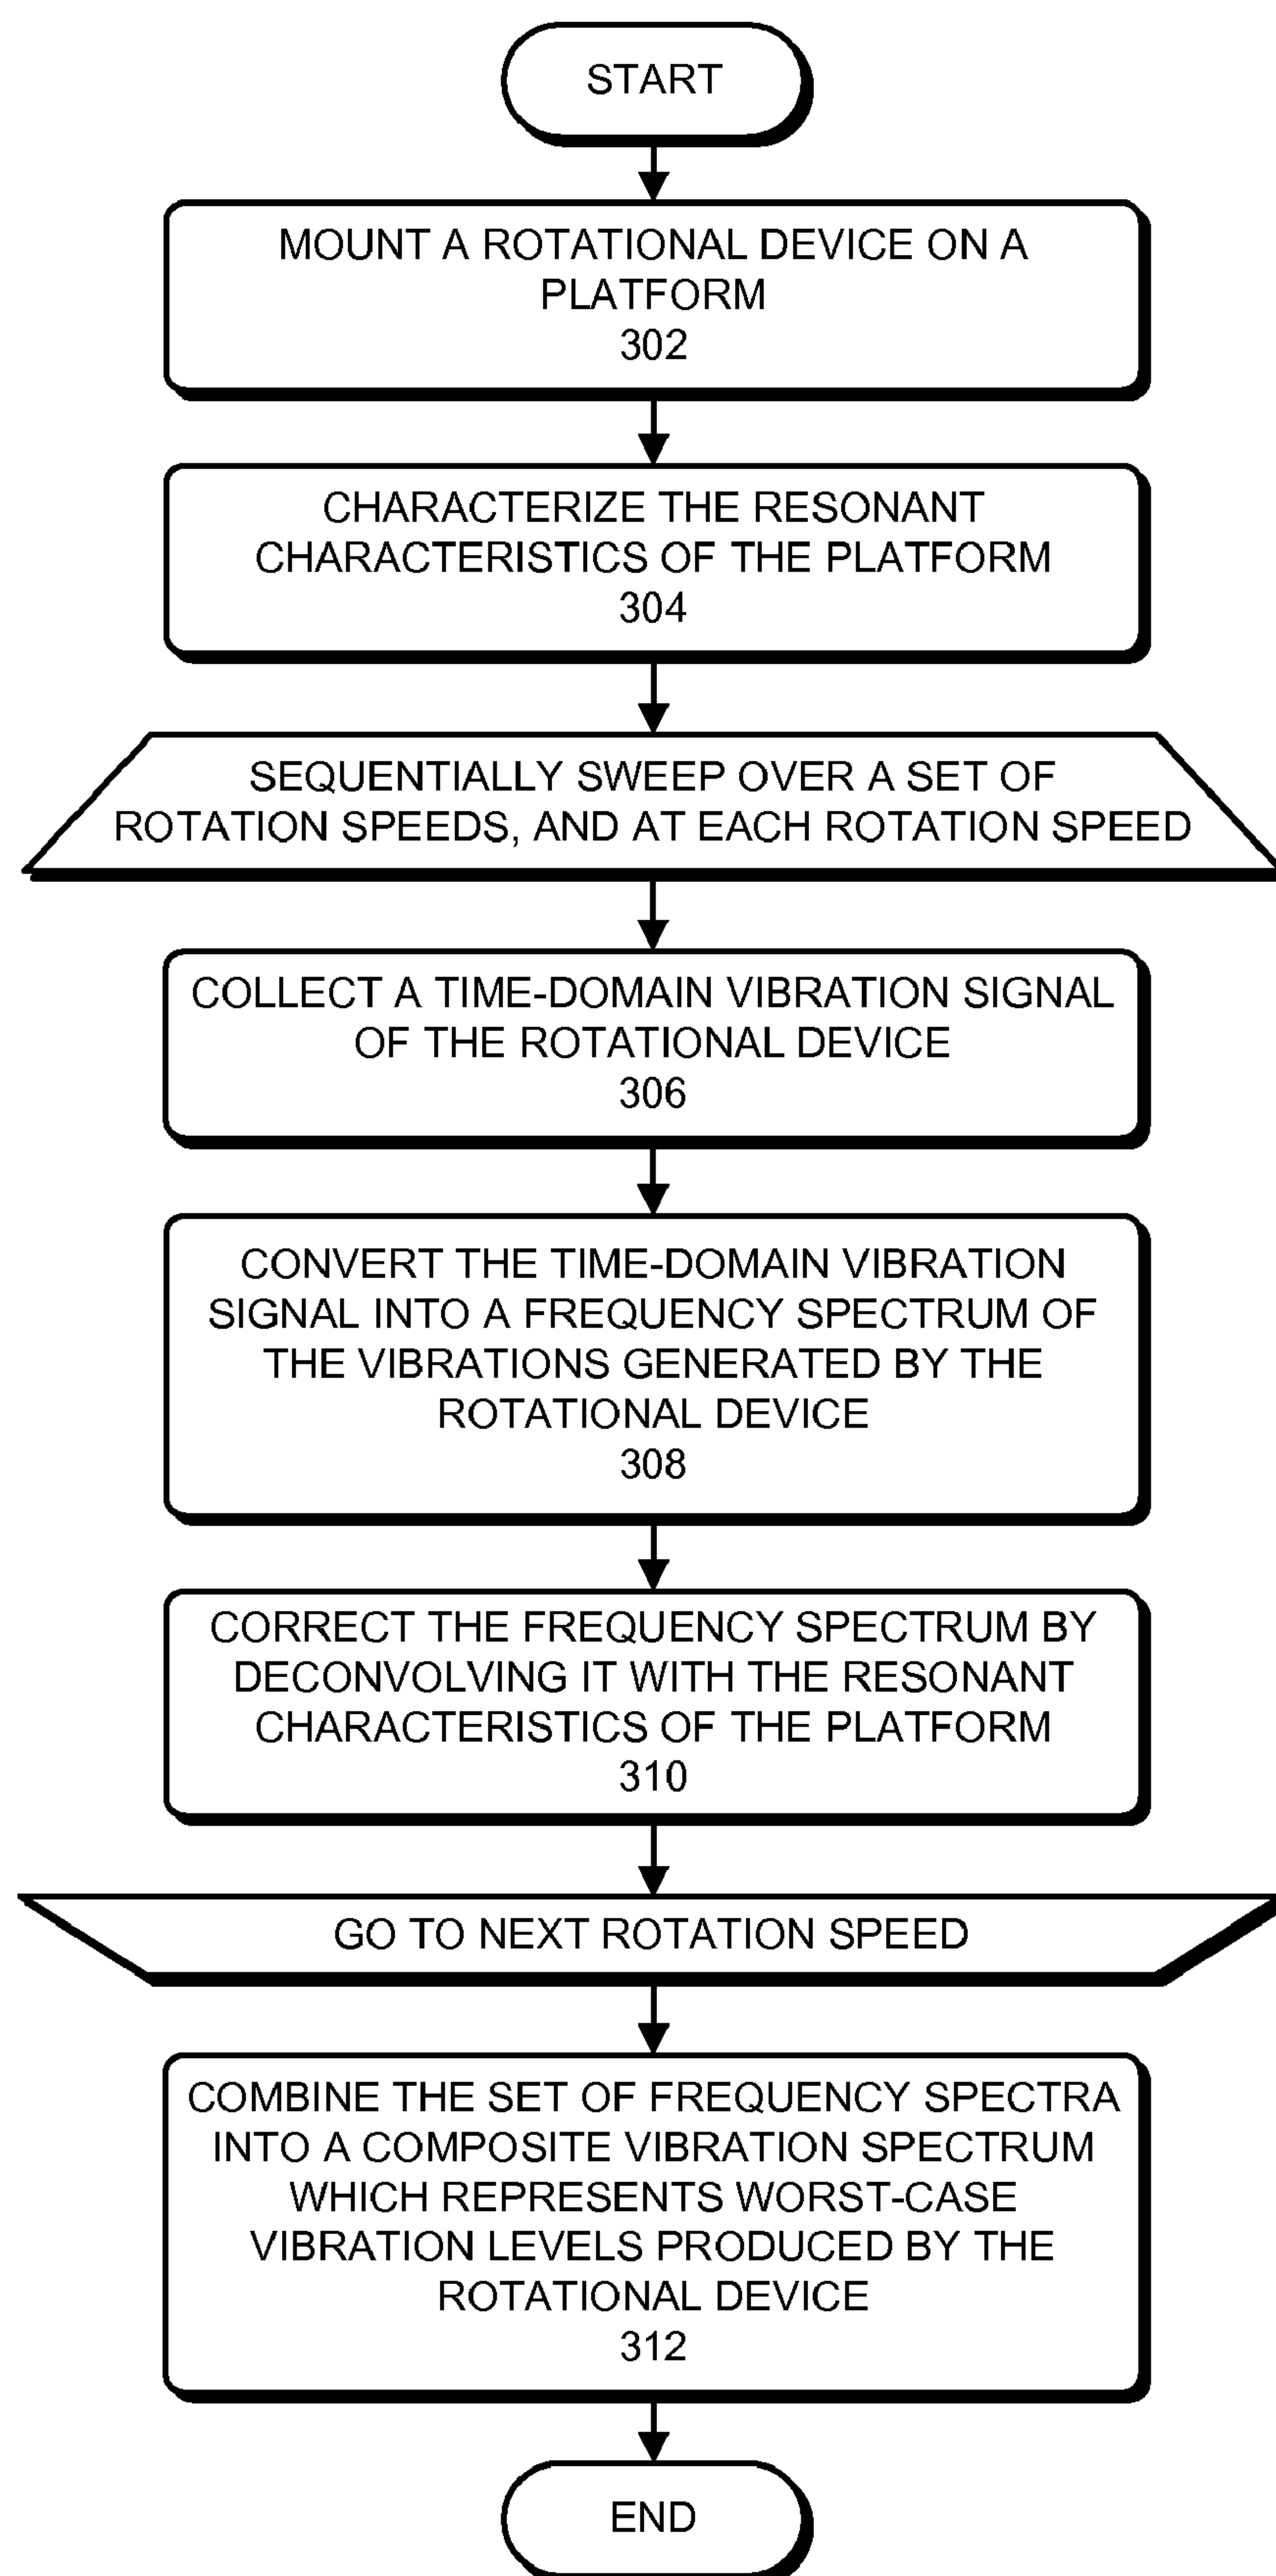 START
MOUNT A ROTATIONAL DEVICE ON A
PLATFORM
302
CHARACTERIZE THE RESONANT
CHARACTERISTICS OF THE PLATFORM
304
SEQUENTIALLY SWEEP OVER A SET OF
ROTATION SPEEDS, AND AT EACH ROTATION SPEED
COLLECT A TIME-DOMAIN VIBRATION SIGNAL
OF THE ROTATIONAL DEVICE
306
CONVERT THE TIME-DOMAIN VIBRATION
SIGNAL INTO A FREQUENCY SPECTRUM OF
THE VIBRATIONS GENERATED BY THE
ROTATIONAL DEVICE
308
CORRECT THE FREQUENCY SPECTRUM BY
DECONVOLVING IT WITH THE RESONANT
CHARACTERISTICS OF THE PLATFORM
310
GO TO NEXT ROTATION SPEED
COMBINE THE SET OF FREQUENCY SPECTRA
INTO A COMPOSITE VIBRATION SPECTRUM
WHICH REPRESENTS WORST-CASE
VIBRATION LEVELS PRODUCED BY THE
ROTATIONAL DEVICE
312
END